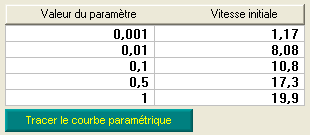 Valeur du paramètre Vitesse initiale
0,001 1,17
0,01 8,08
0,1 10,8
0,5 17,3
1 19,9
Tracer le courbe paramétrique